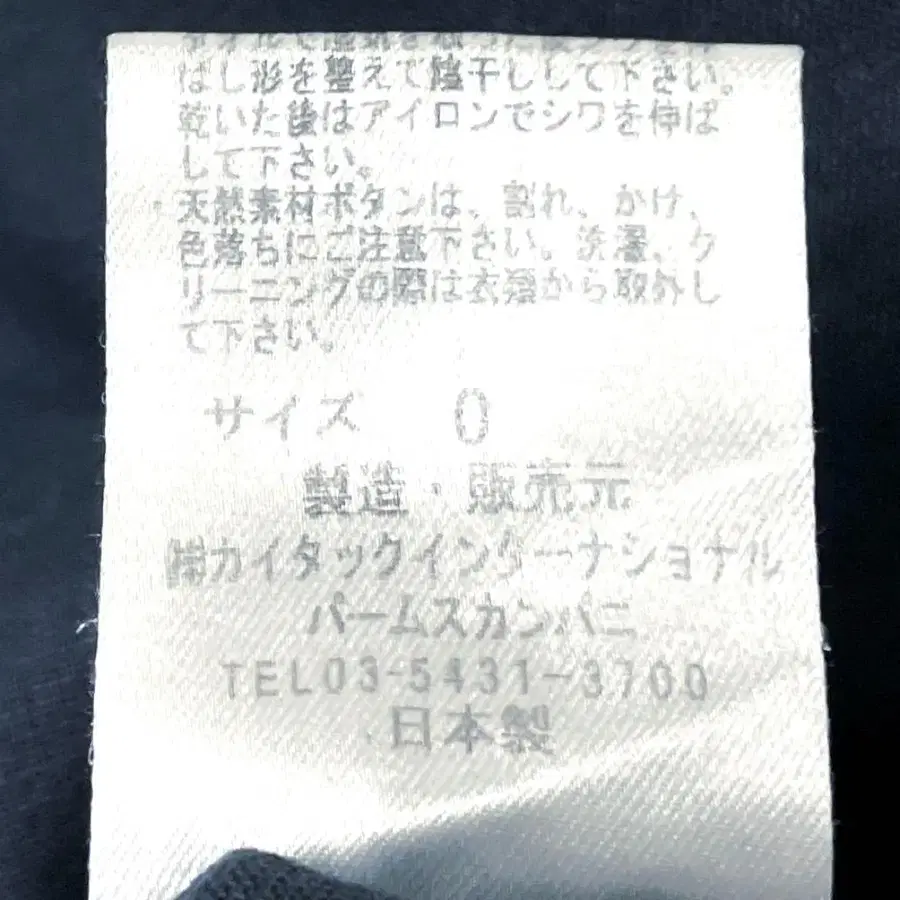 ばし形を整えて陰干しして下さい。
乾いた後はアイロンでシワを伸ば
して下さい。
天然素材ボタンは、割れ、かけ、
色落ちにご注意下さい。洗濯、ク
リーニングの際は衣類から取外し
て下さい。
サイズ 0
製造・販売元
㈱カイタックインターナショナル
パームスカンパニ
TEL03-5431-3700
日本製